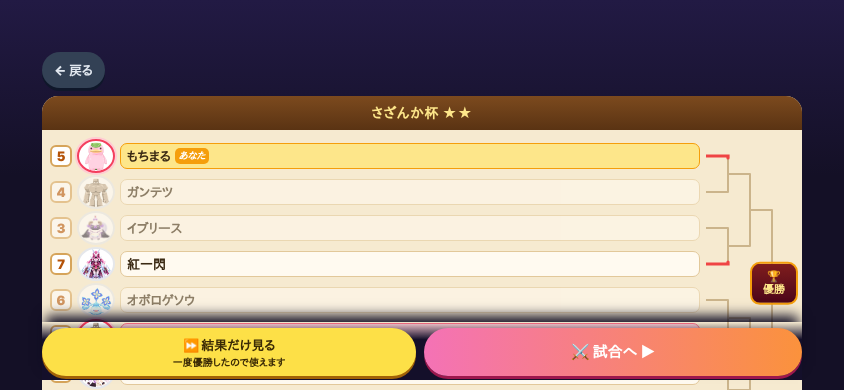 ← 戻る
さざんか杯 ★★
5 もちまる あなた
4 ガンテツ
3 イブリース
7 紅一閃
優勝
6 オボロゲソウ
⏩ 結果だけ見る
一度優勝したので使えます
⚔️ 試合へ ▶